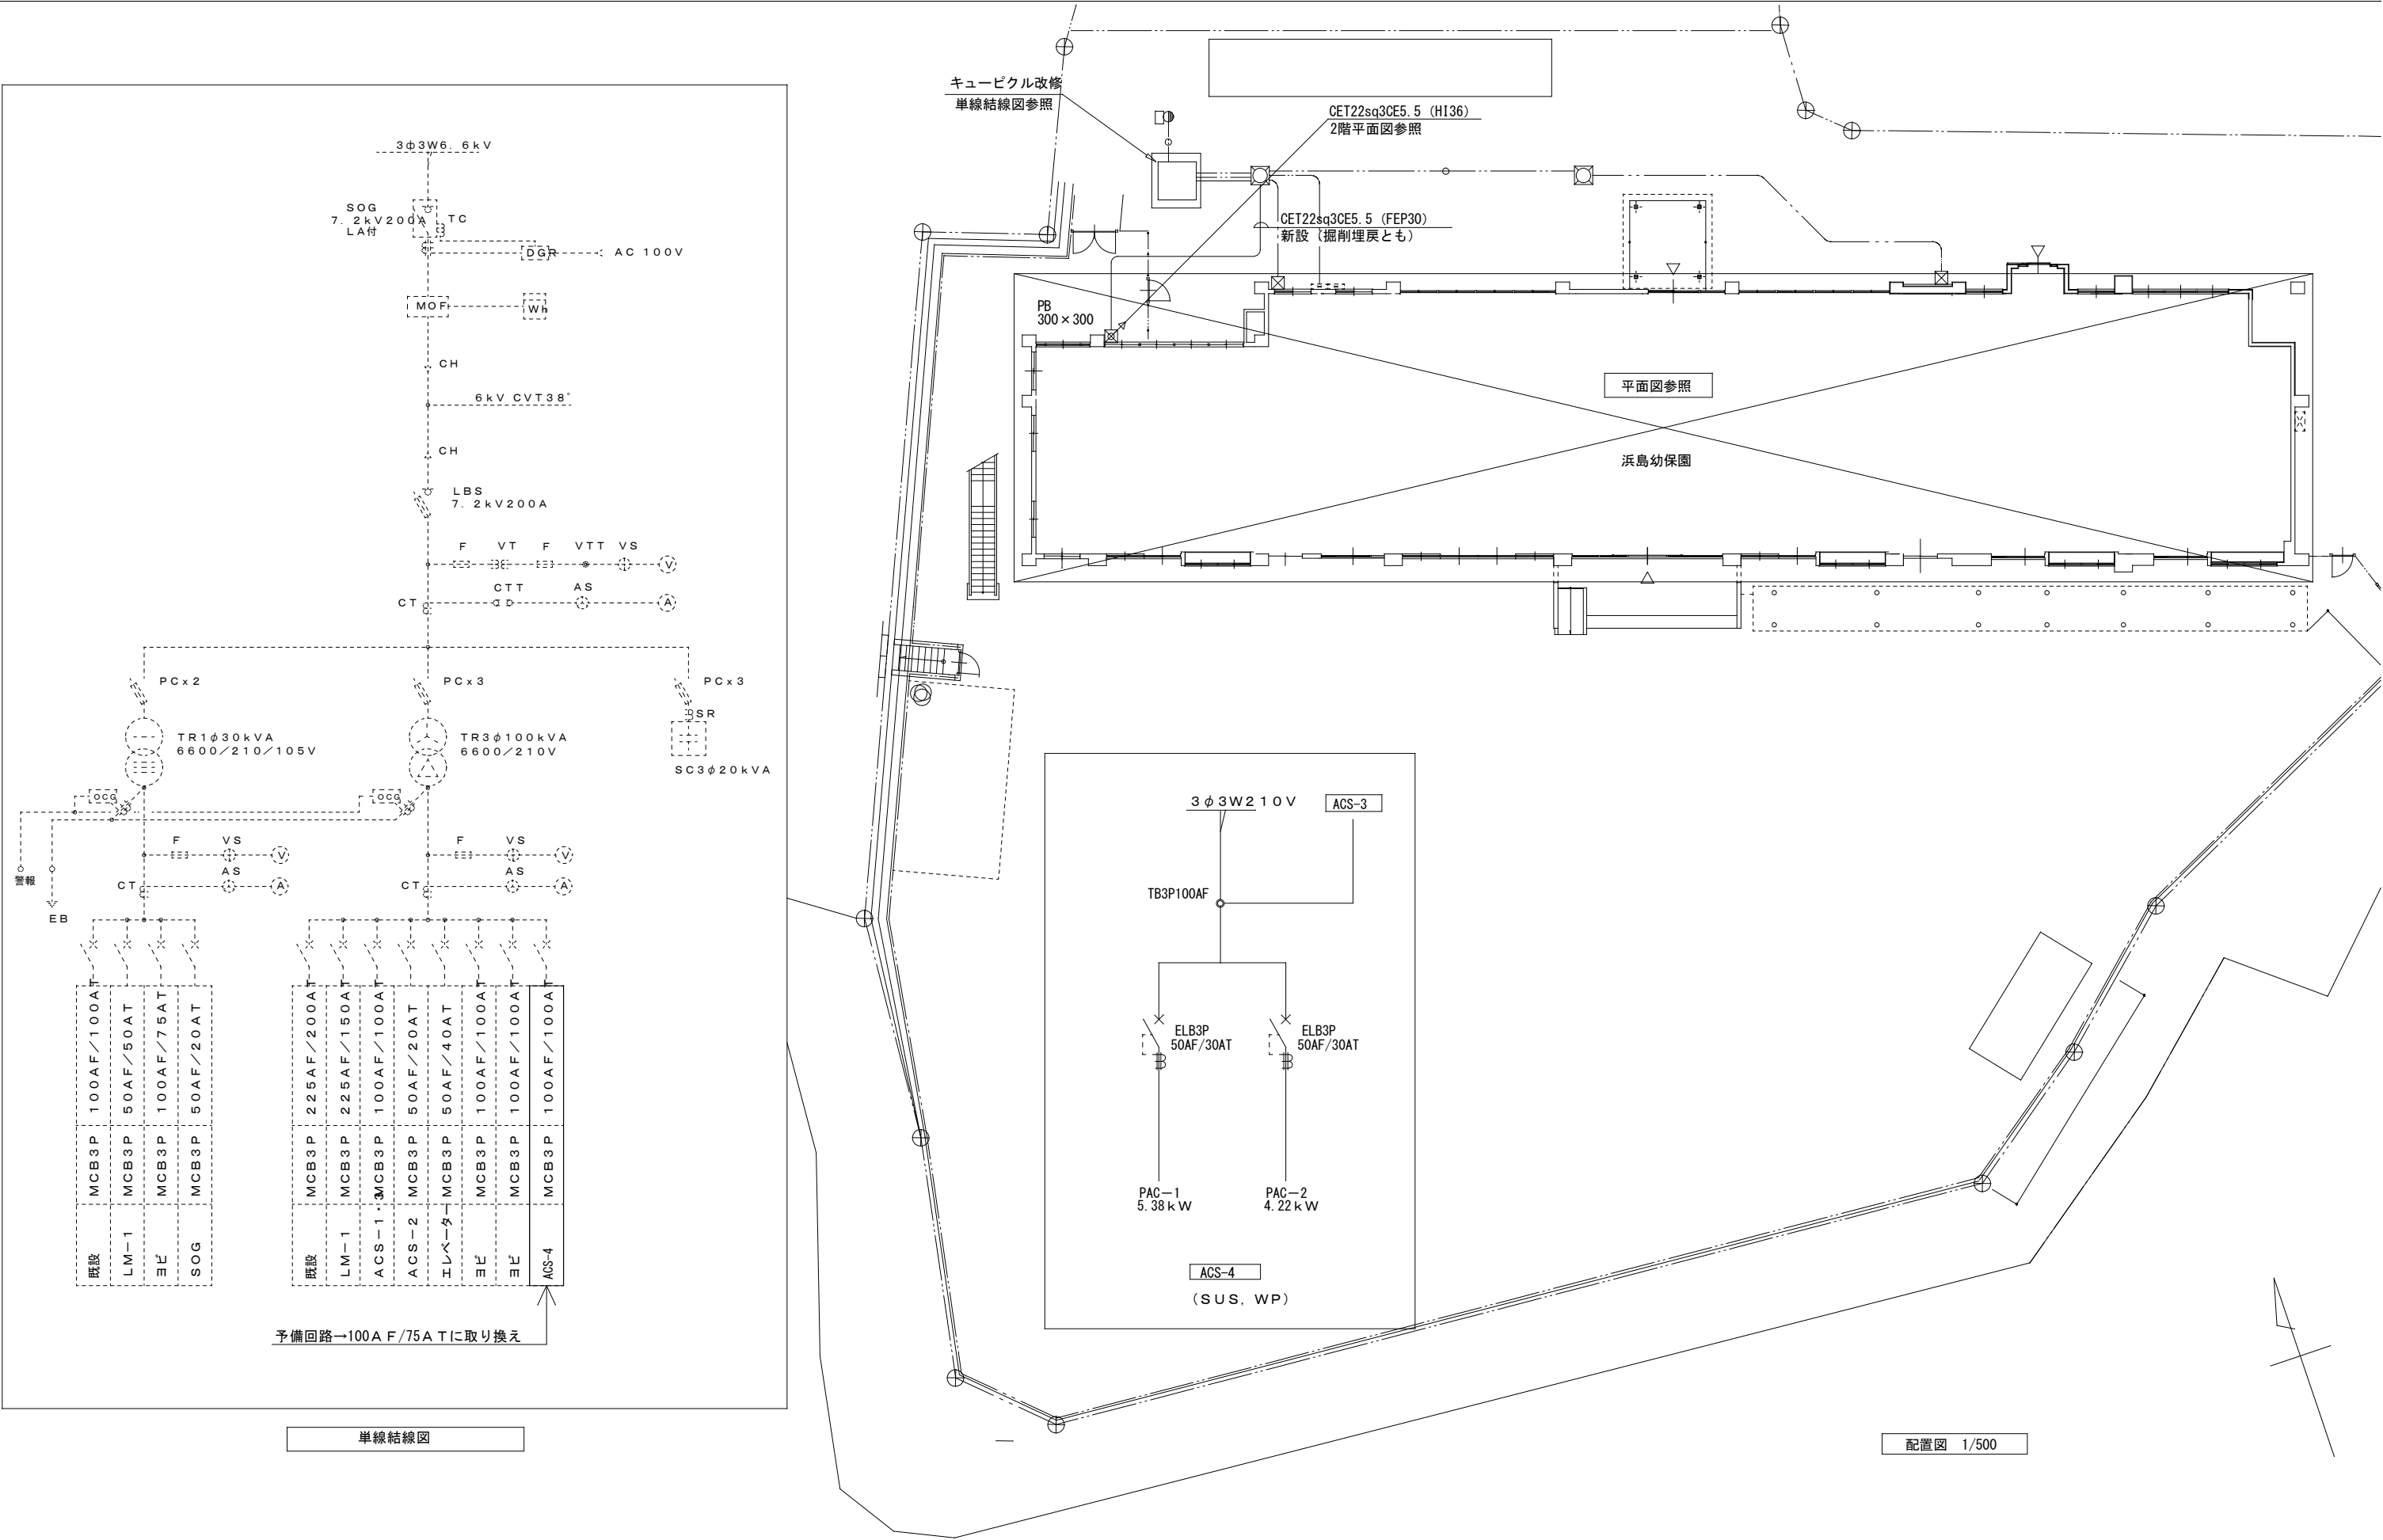 3φ3W6.6kV
SOG
7.2kV200A
LA付
TC
DGR
AC 100V
MOF
Wh
CH
6kV CVT38°
CH
LBS
7.2kV200A
F VT F VTT VS V
CT CTT AS A
PCx2
PCx3
PCx3
SR
TR1φ30kVA
6600/210/105V
TR3φ100kVA
6600/210V
SC3φ20kVA
OCG
OCG
F VS V
AS
CT A
F VS V
AS
CT A
警報
EB
既設 MCB3P 100AF/100AT
LM-1 MCB3P 50AF/50AT
ヨビ MCB3P 100AF/75AT
SOG MCB3P 50AF/20AT
既設 MCB3P 225AF/200AT
LM-1 MCB3P 225AF/150AT
ACS-1・3 MCB3P 100AF/100AT
ACS-2 MCB3P 50AF/20AT
エレベーター MCB3P 50AF/40AT
ヨビ MCB3P 100AF/100AT
ヨビ MCB3P 100AF/100AT
ACS-4 MCB3P 100AF/100AT
予備回路→100AF/75ATに取り換え
単線結線図
キュービクル改修
単線結線図参照
CET22sq3CE5.5 (HI36)
2階平面図参照
CET22sq3CE5.5 (FEP30)
新設（掘削埋戻とも）
PB
300×300
平面図参照
浜島幼保園
3φ3W210V
ACS-3
TB3P100AF
ELB3P
50AF/30AT
ELB3P
50AF/30AT
PAC-1
5.38kW
PAC-2
4.22kW
ACS-4
(SUS, WP)
配置図 1/500